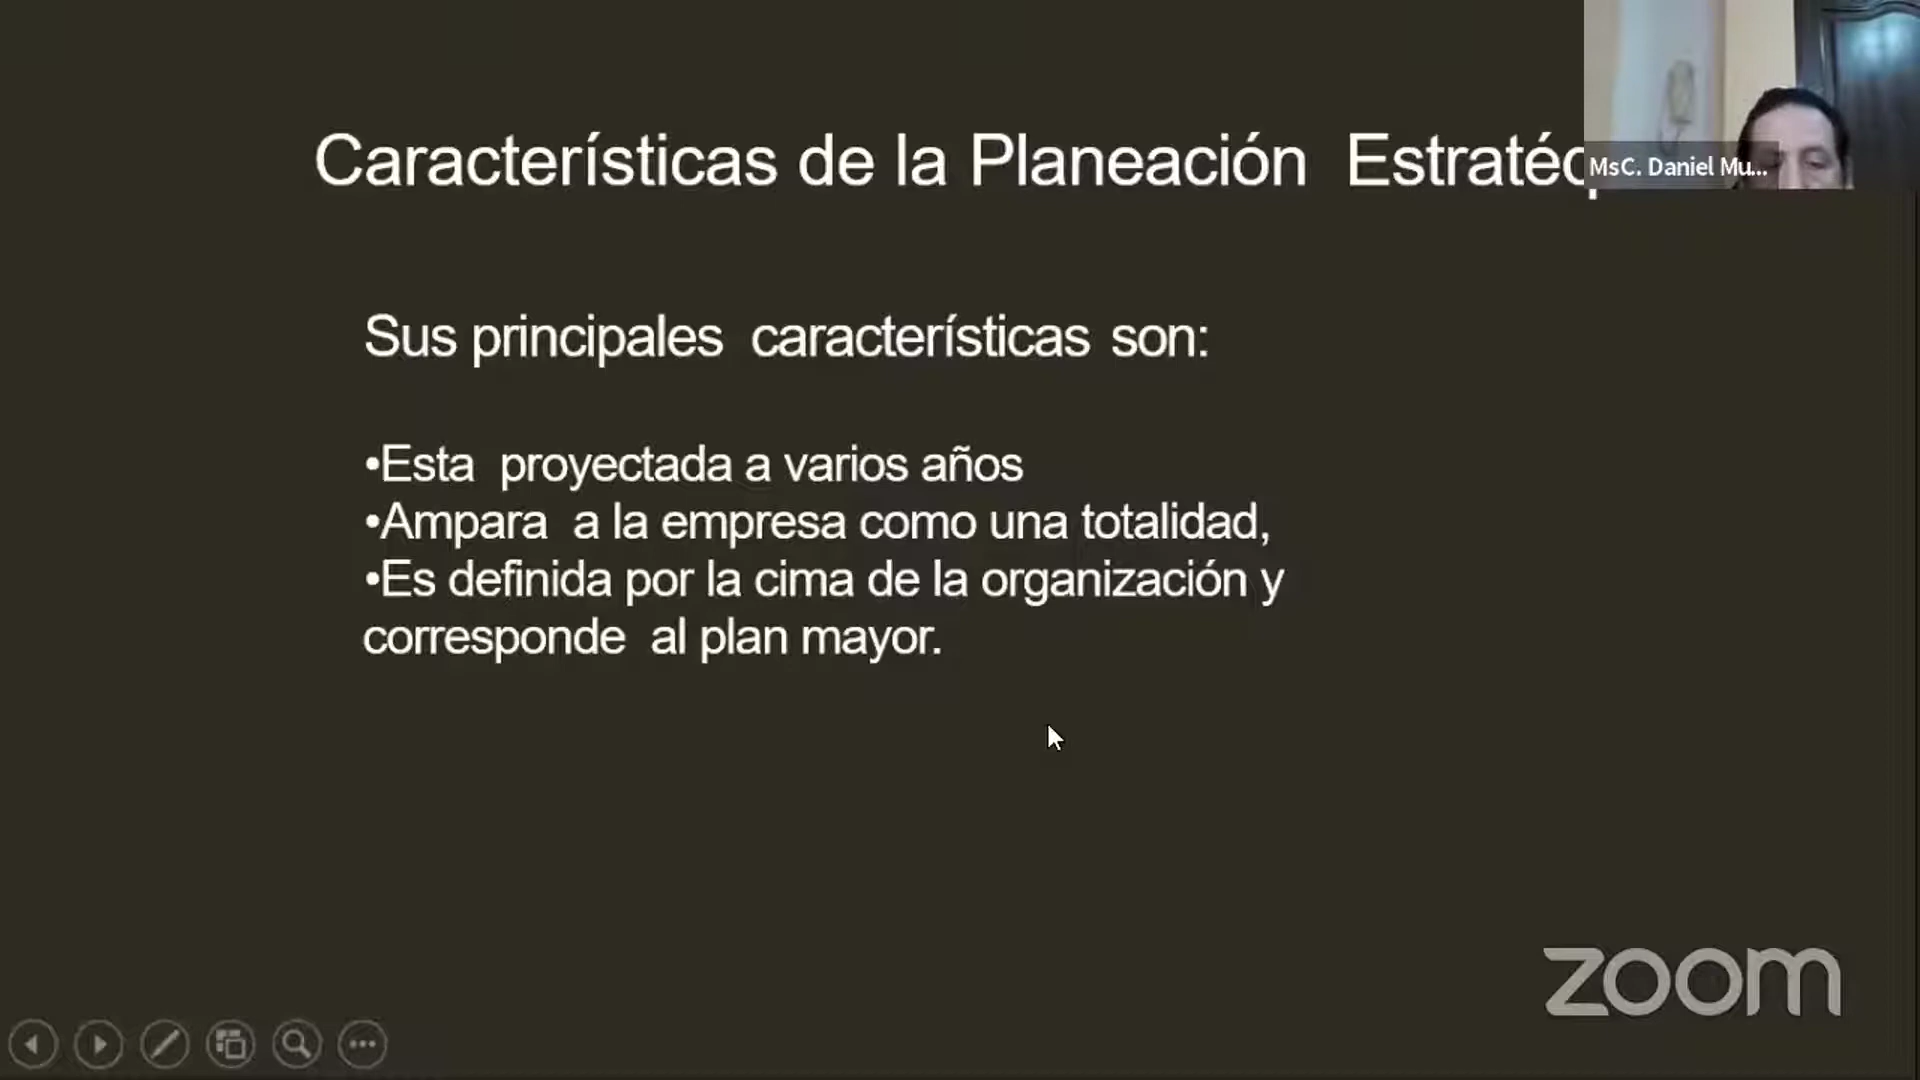 Características de la Planeación Estratég
MsC. Daniel Mu...
Sus principales características son:
•Esta proyectada a varios años
•Ampara a la empresa como una totalidad,
•Es definida por la cima de la organización y
corresponde al plan mayor.
zoom